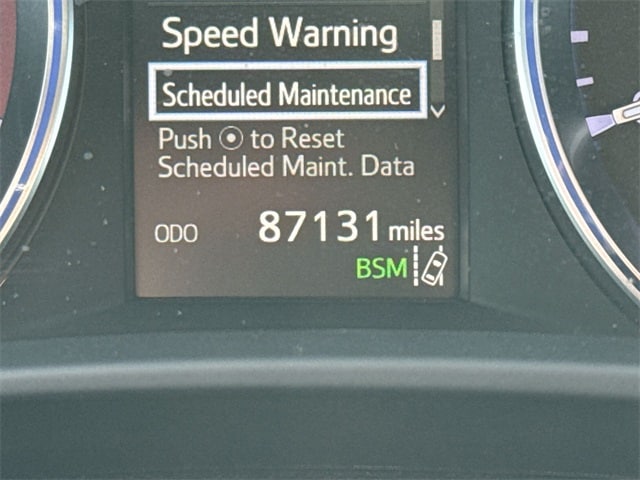 Speed Warning
Scheduled Maintenance
Push ⦿ to Reset
Scheduled Maint. Data
ODO 87131 miles
BSM